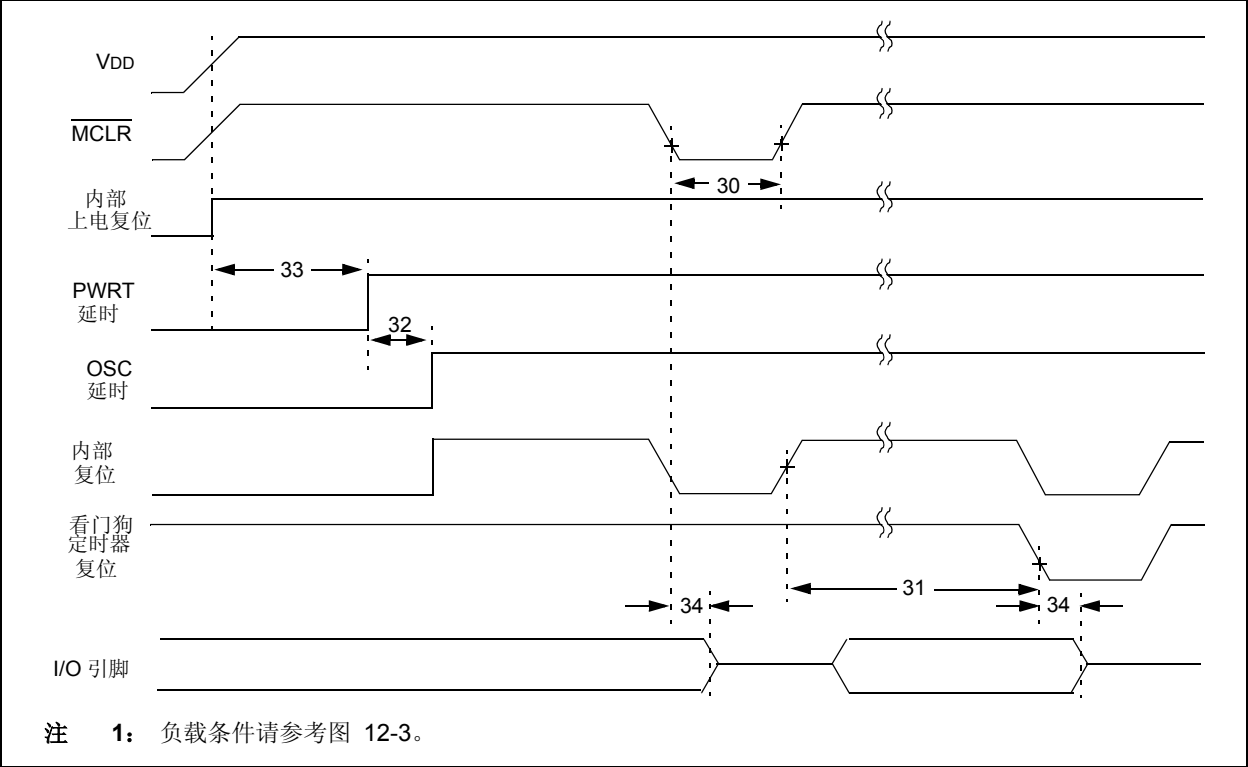 VDD
MCLR
30
内部
上电复位
33
PWRT
延时
32
OSC
延时
内部
复位
看门狗
定时器
复位
31
34
34
I/O 引脚
注 1： 负载条件请参考图 12-3。